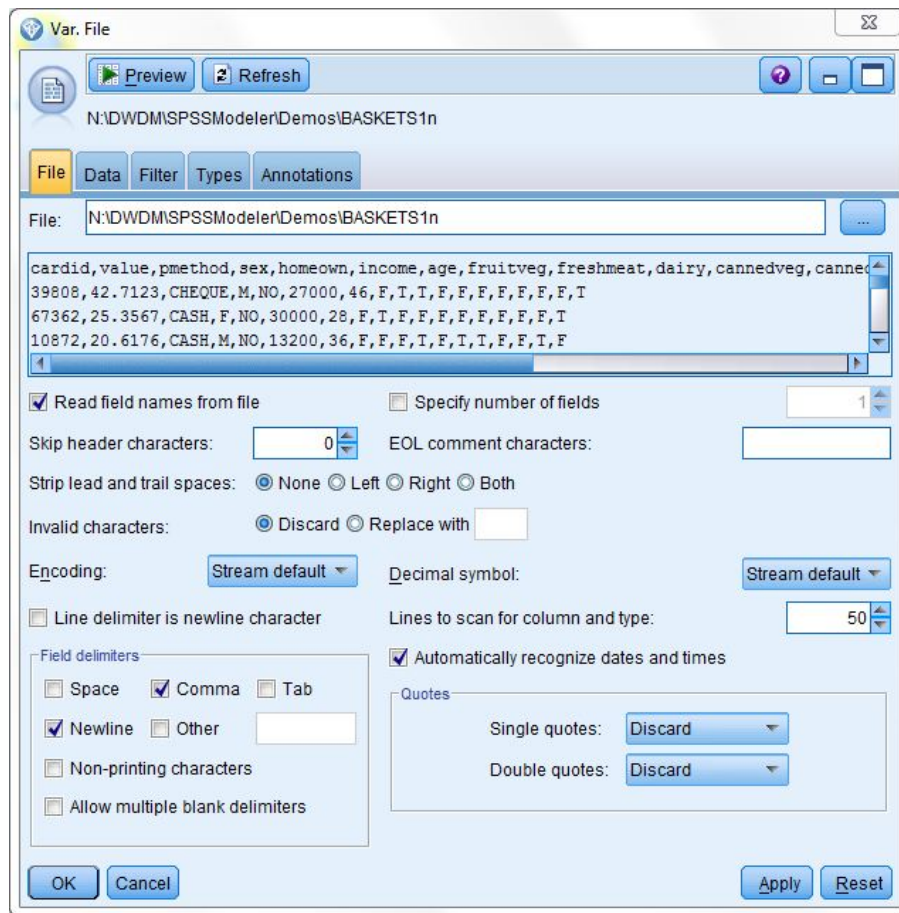 Var. File
Preview Refresh
N:\DWDM\SPSSModeler\Demos\BASKETS1n
File Data Filter Types Annotations
File: N:\DWDM\SPSSModeler\Demos\BASKETS1n ...
cardid,value,pmethod,sex,homeown,income,age,fruitveg,freshmeat,dairy,cannedveg,canned
39808,42.7123,CHEQUE,M,NO,27000,46,F,T,T,F,F,F,F,F,F,F,T
67362,25.3567,CASH,F,NO,30000,28,F,T,F,F,F,F,F,F,F,F,T
10872,20.6176,CASH,M,NO,13200,36,F,F,F,T,F,T,T,F,F,T,F
Read field names from file Specify number of fields 1
Skip header characters: 0 EOL comment characters:
Strip lead and trail spaces: None Left Right Both
Invalid characters: Discard Replace with
Encoding: Stream default Decimal symbol: Stream default
Line delimiter is newline character Lines to scan for column and type: 50
Field delimiters Automatically recognize dates and times
Space Comma Tab Quotes
Newline Other Single quotes: Discard
Non-printing characters Double quotes: Discard
Allow multiple blank delimiters
OK Cancel Apply Reset